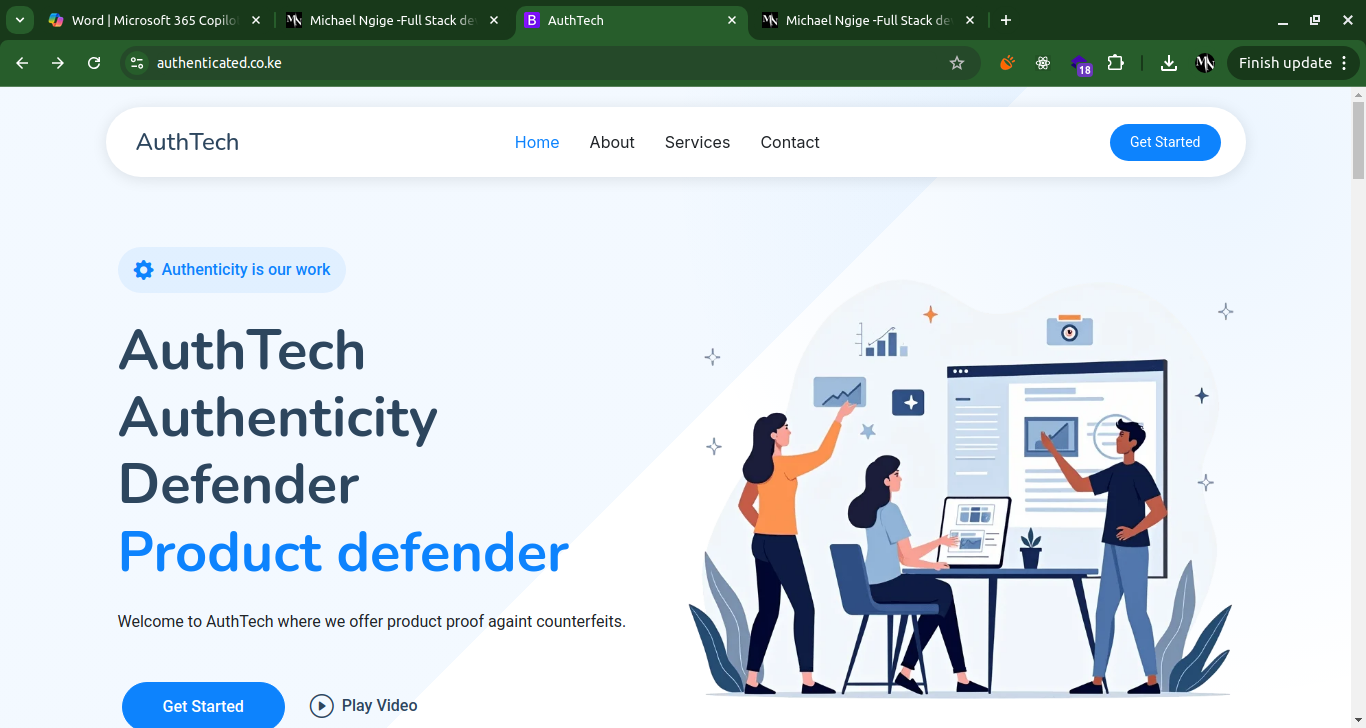 Word | Microsoft 365 Copilo
Michael Ngige -Full Stack de
AuthTech
Michael Ngige -Full Stack de
authenticated.co.ke
18
Finish update
AuthTech
Home
About
Services
Contact
Get Started
Authenticity is our work
AuthTech
Authenticity
Defender
Product defender
Welcome to AuthTech where we offer product proof againt counterfeits.
Get Started
Play Video